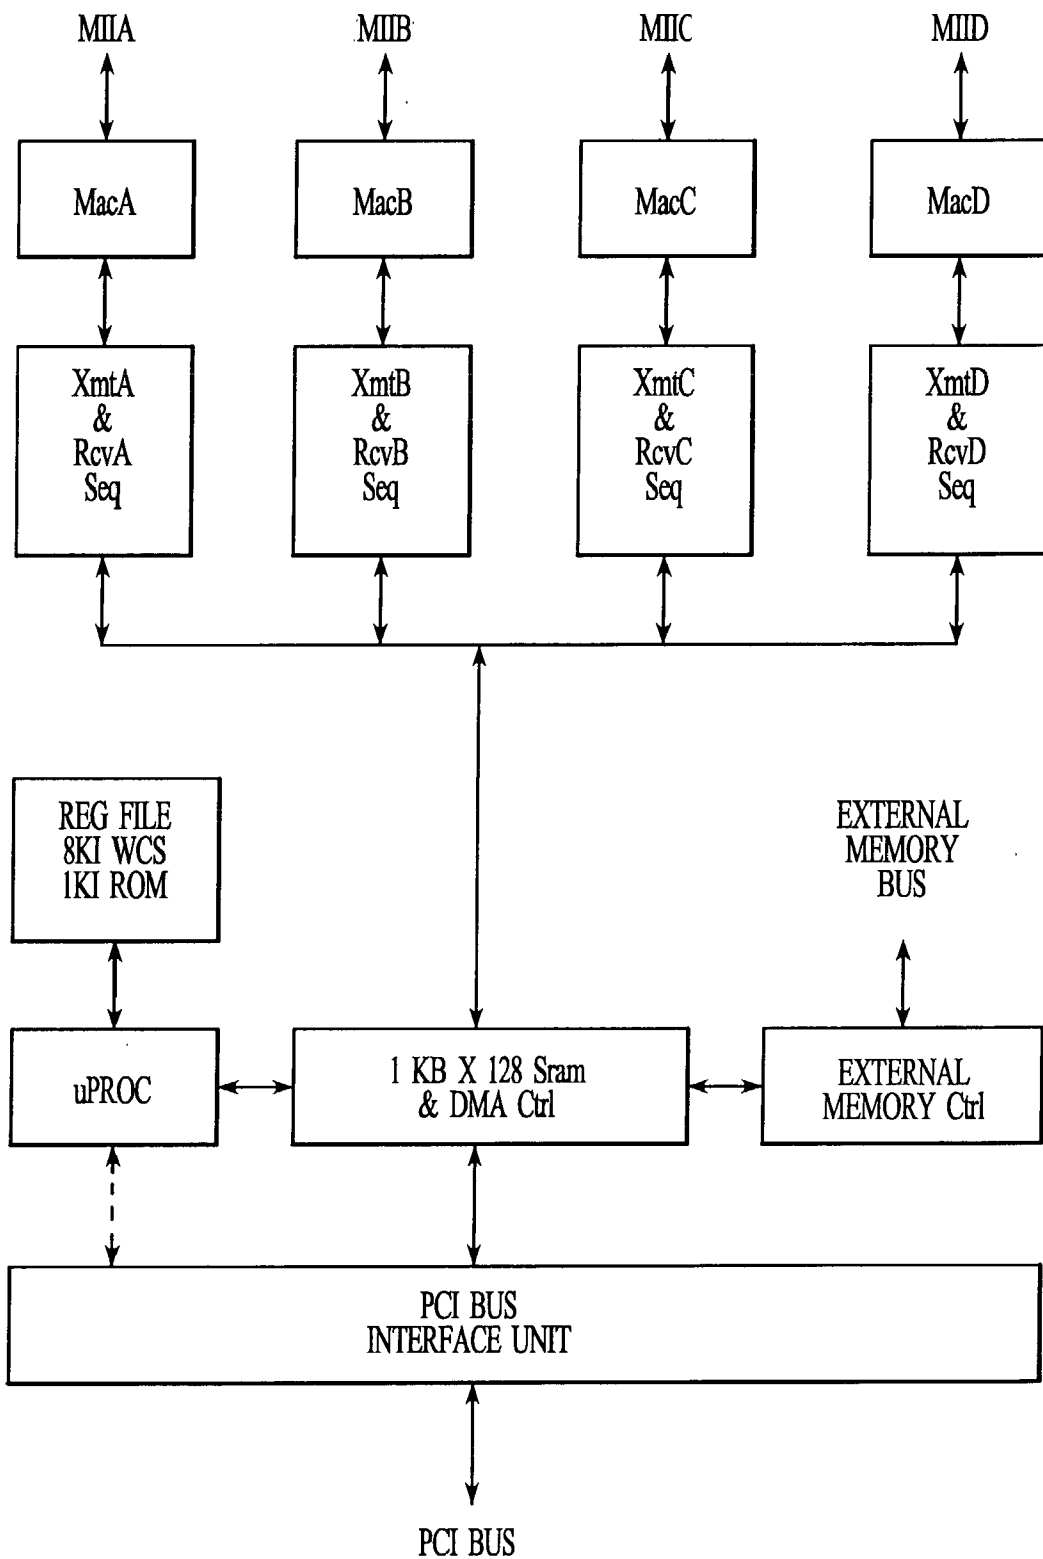 MIIA
MIIB
MIIC
MIID
MacA
MacB
MacC
MacD
XmtA
&
RcvA
Seq
XmtB
&
RcvB
Seq
XmtC
&
RcvC
Seq
XmtD
&
RcvD
Seq
REG FILE
8KI WCS
1KI ROM
EXTERNAL
MEMORY
BUS
uPROC
1 KB X 128 Sram
& DMA Ctrl
EXTERNAL
MEMORY Ctrl
PCI BUS
INTERFACE UNIT
PCI BUS